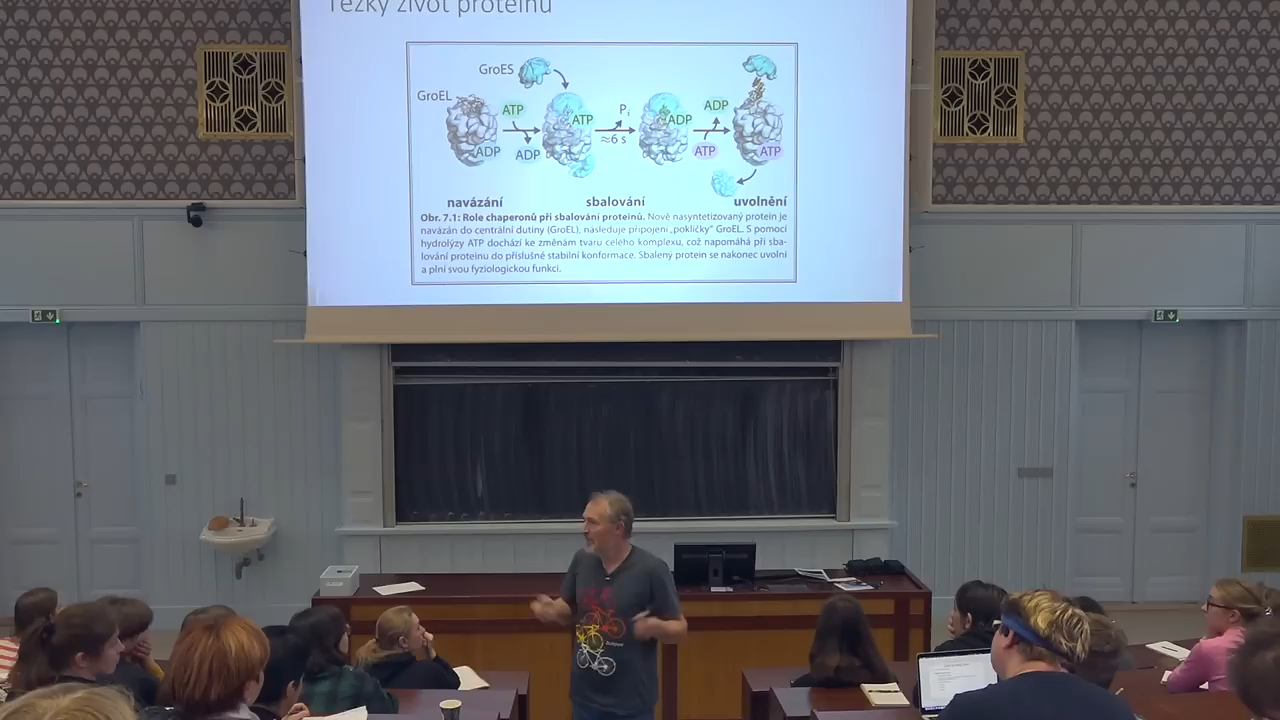 Těžký život proteinů
GroES
GroEL
ATP
ADP
ADP
ATP
Pi
≈6 s
ADP
ADP
ATP
ATP
navázání
sbalování
uvolnění
Obr. 7.1: Role chaperonů při sbalování proteinů. Nově nasyntetizovaný protein je
navázán do centrální dutiny (GroEL), následuje připojení „pokličky“ GroEL. S pomocí
hydrolýzy ATP dochází ke změnám tvaru celého komplexu, což napomáhá při sba-
lování proteinu do příslušné stabilní konformace. Sbalený protein se nakonec uvolní
a plní svou fyziologickou funkci.